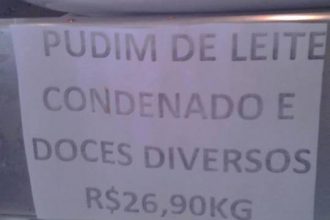 PUDIM DE LEITE
CONDENADO E
DOCES DIVERSOS
R$26,90KG